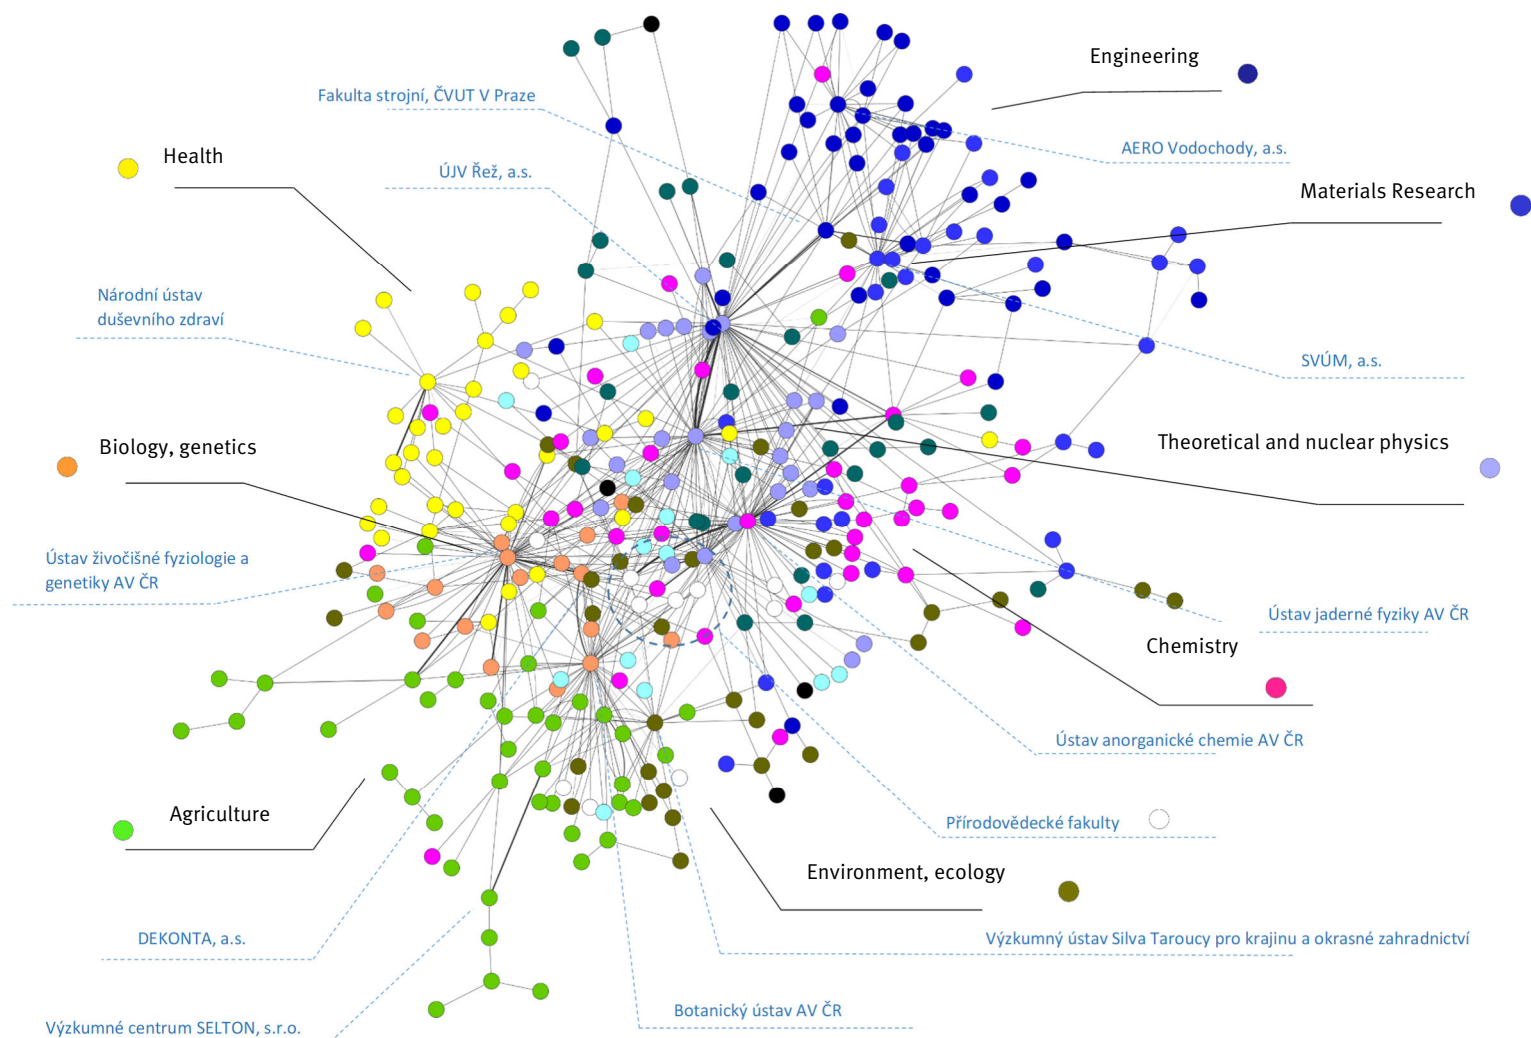 Engineering
Fakulta strojní, ČVUT V Praze
AERO Vodochody, a.s.
Health
ÚJV Řež, a.s.
Materials Research
Národní ústav
duševního zdraví
SVÚM, a.s.
Biology, genetics
Theoretical and nuclear physics
Ústav živočišné fyziologie a
genetiky AV ČR
Ústav jaderné fyziky AV ČR
Chemistry
Ústav anorganické chemie AV ČR
Agriculture
Přírodovědecké fakulty
Environment, ecology
DEKONTA, a.s.
Výzkumný ústav Silva Taroucy pro krajinu a okrasné zahradnictví
Botanický ústav AV ČR
Výzkumné centrum SELTON, s.r.o.